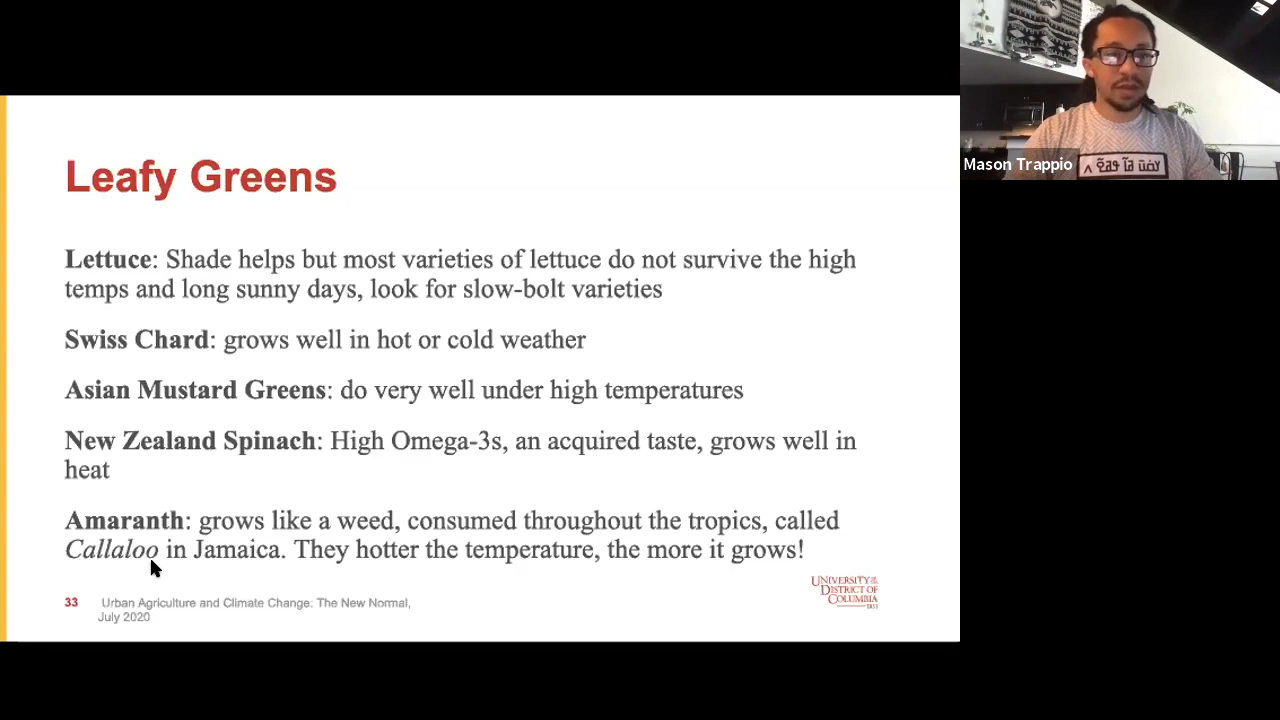 Leafy Greens
Lettuce: Shade helps but most varieties of lettuce do not survive the high
temps and long sunny days, look for slow-bolt varieties
Swiss Chard: grows well in hot or cold weather
Asian Mustard Greens: do very well under high temperatures
New Zealand Spinach: High Omega-3s, an acquired taste, grows well in
heat
Amaranth: grows like a weed, consumed throughout the tropics, called
Callaloo in Jamaica. They hotter the temperature, the more it grows!
33 Urban Agriculture and Climate Change: The New Normal,
July 2020
UNIVERSITY OF THE
DISTRICT OF
COLUMBIA
1851
Mason Trappio